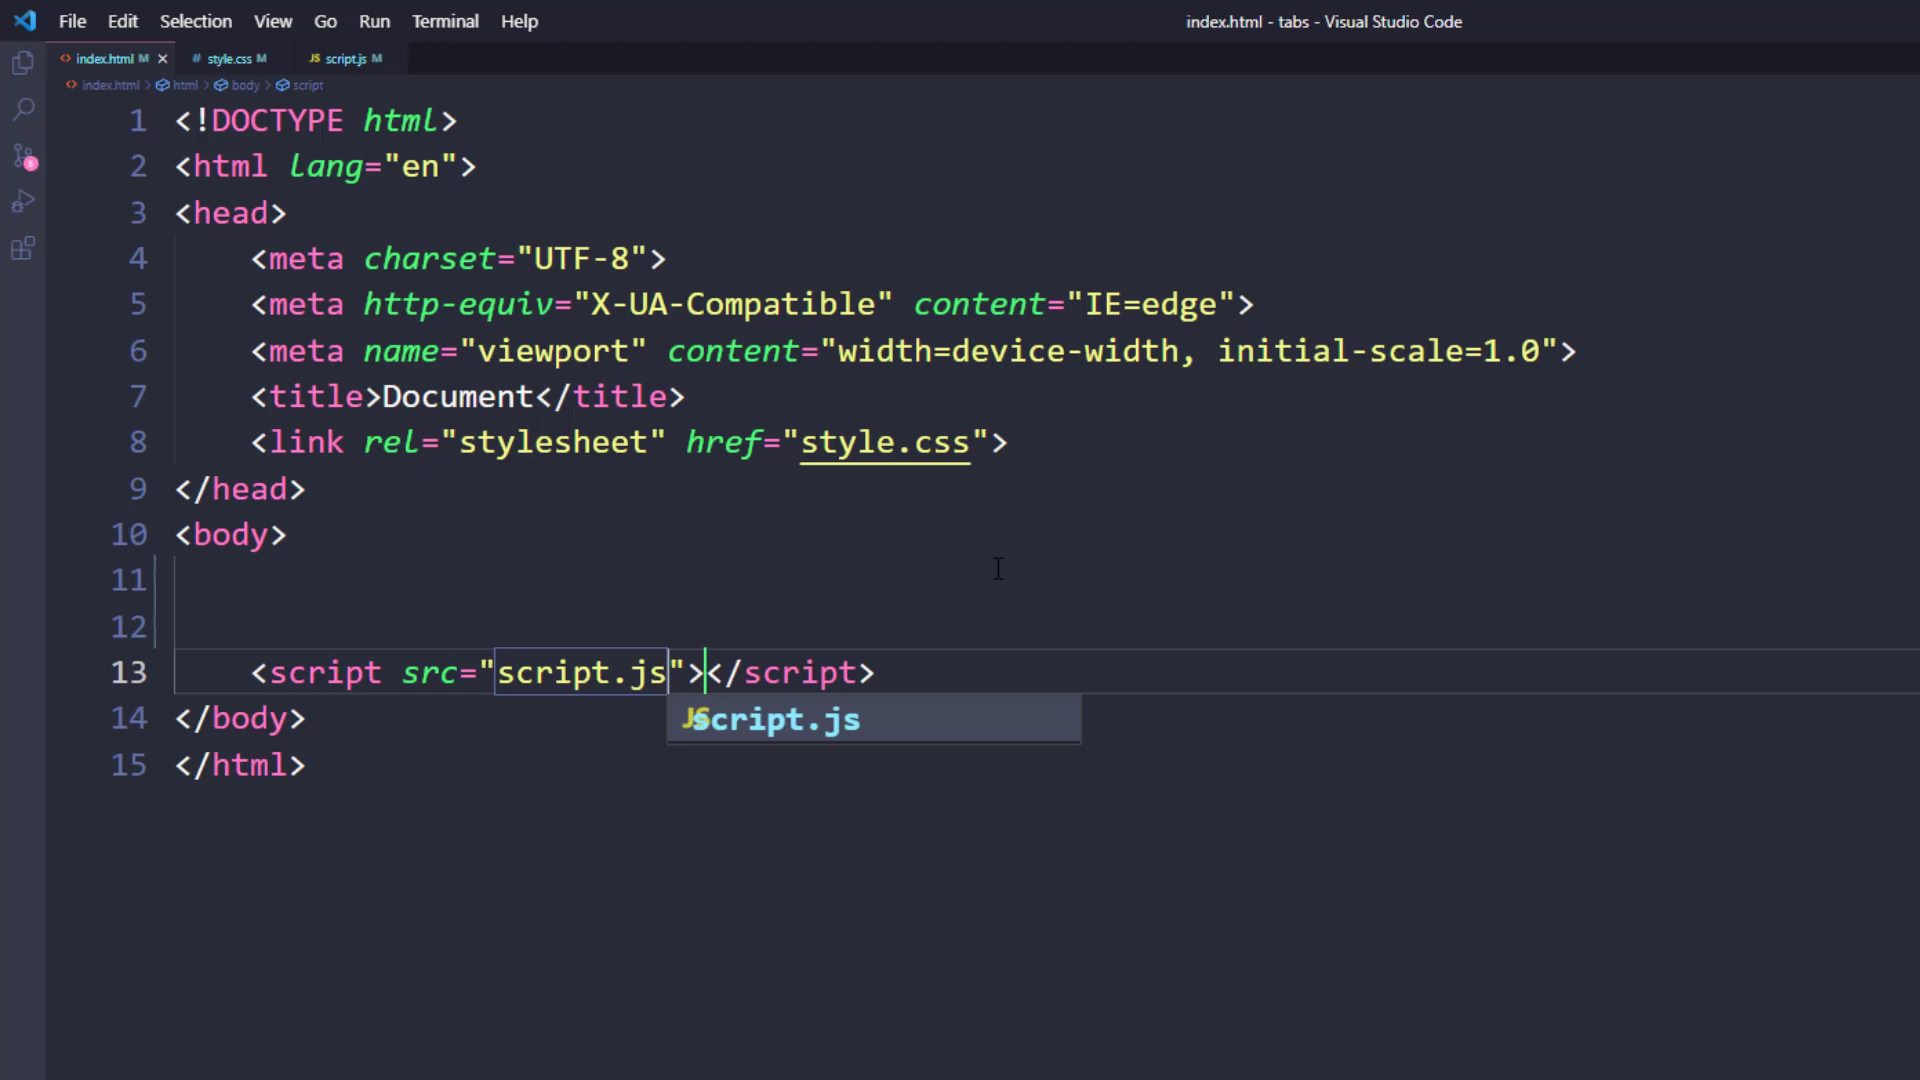 File Edit Selection View Go Run Terminal Help
index.html - tabs - Visual Studio Code
index.html M style.css M JS script.js M
index.html > html > body > script
1 <!DOCTYPE html>
2 <html lang="en">
3 <head>
4 <meta charset="UTF-8">
5 <meta http-equiv="X-UA-Compatible" content="IE=edge">
6 <meta name="viewport" content="width=device-width, initial-scale=1.0">
7 <title>Document</title>
8 <link rel="stylesheet" href="style.css">
9 </head>
10 <body>
11
12
13 <script src="script.js"></script>
JS script.js
14 </body>
15 </html>